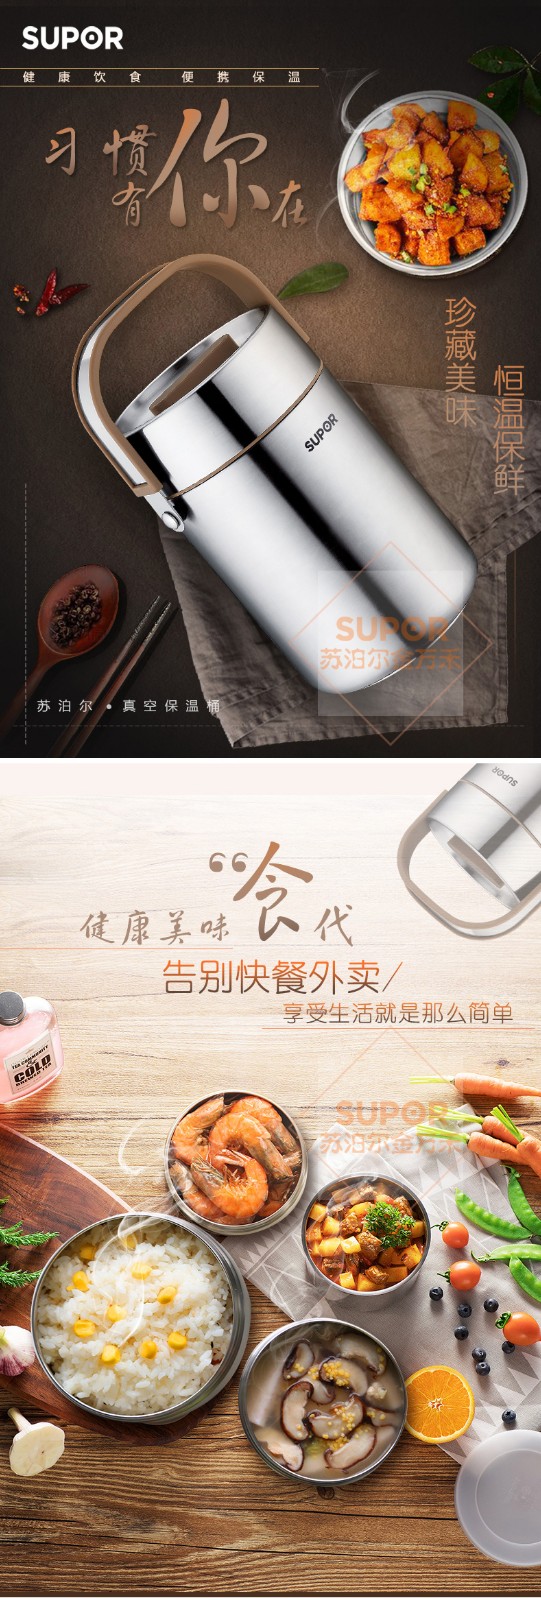 SUPOR
健康饮食 便携保温
习惯有你在
珍藏美味
恒温保鲜
SUPOR
SUPOR
苏泊尔金万禾
苏泊尔•真空保温桶
SUPOR
健康美味“食代
告别快餐外卖/
享受生活就是那么简单
COLD
SUPOR
苏泊尔金万禾